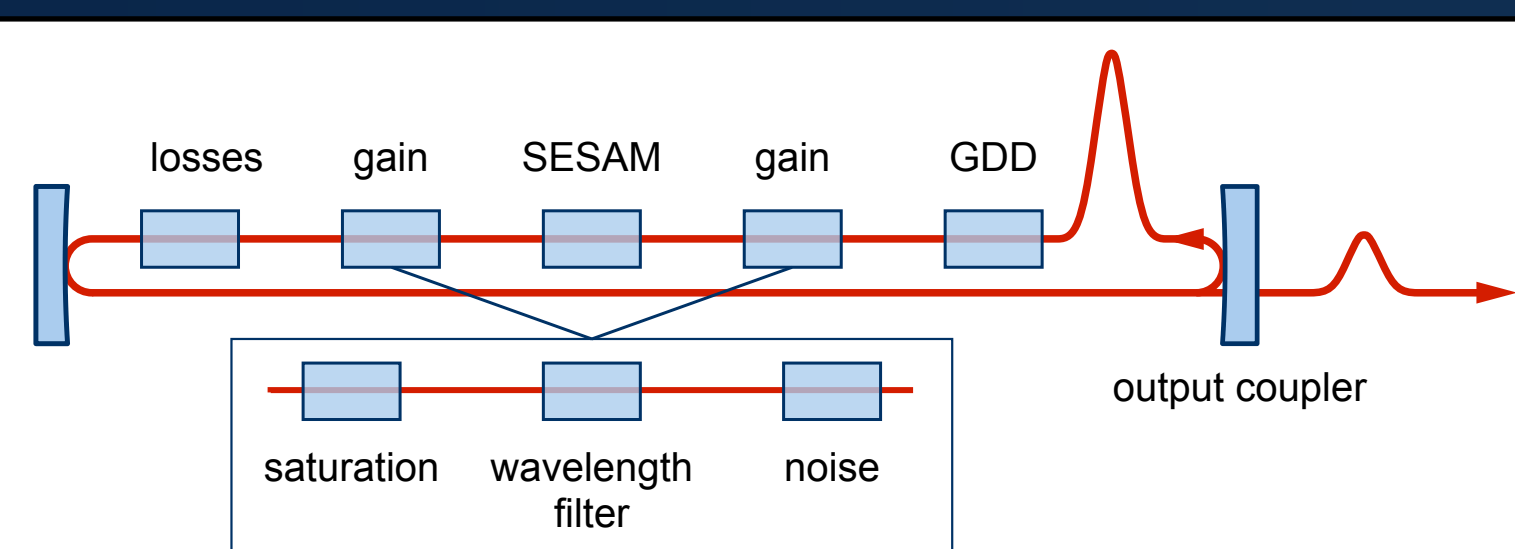 losses
gain
SESAM
gain
GDD
output coupler
saturation
wavelength
filter
noise